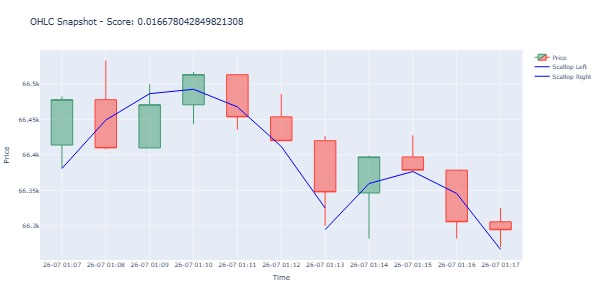 OHLC Snapshot - Score: 0.016678042849821308
Price
Scallop Left
Scallop Right
66.5k
66.45k
66.4k
66.35k
66.3k
Price
26-07 01:07 26-07 01:08 26-07 01:09 26-07 01:10 26-07 01:11 26-07 01:12 26-07 01:13 26-07 01:14 26-07 01:15 26-07 01:16 26-07 01:17
Time